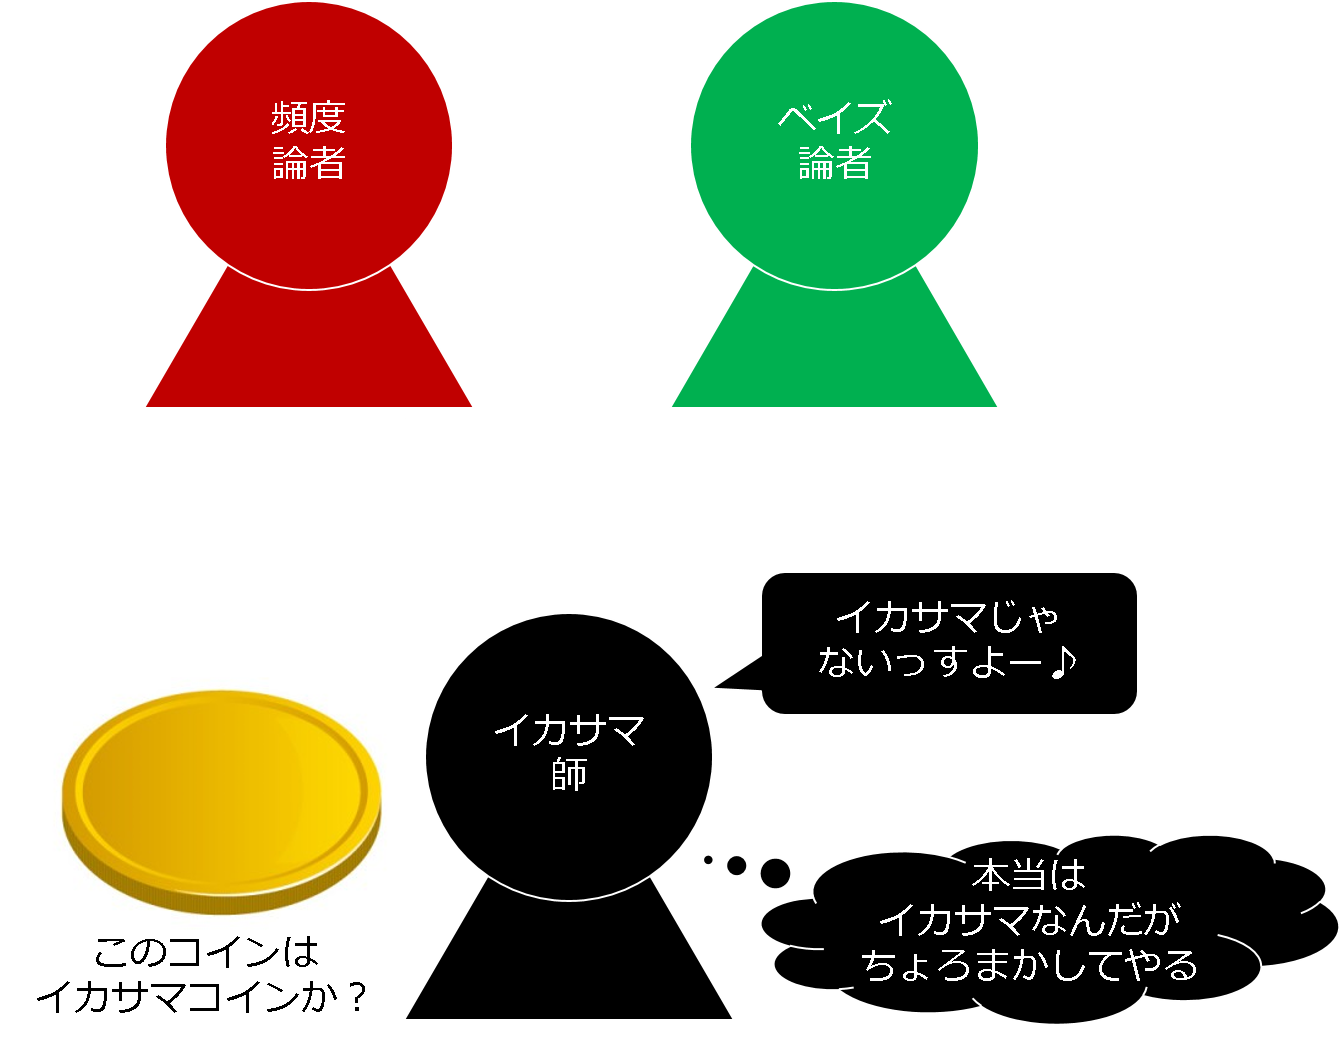 頻度
論者
ベイズ
論者
イカサマじゃ
ないっすよー♪
イカサマ
師
本当は
イカサマなんだが
ちょろまかしてやる
このコインは
イカサマコインか？